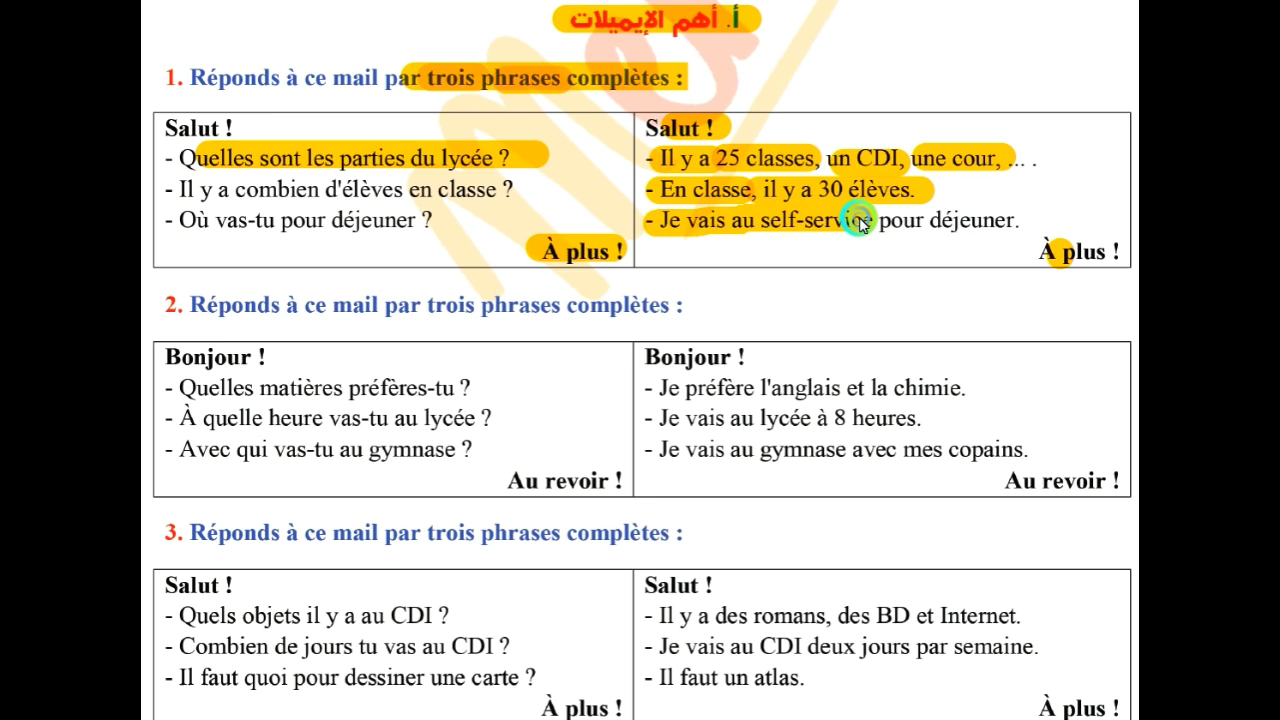 أ. أهم الإيميلات
1. Réponds à ce mail par trois phrases complètes :
Salut !
- Quelles sont les parties du lycée ?
- Il y a combien d'élèves en classe ?
- Où vas-tu pour déjeuner ?
À plus !
Salut !
- Il y a 25 classes, un CDI, une cour, ... .
- En classe, il y a 30 élèves.
- Je vais au self-service pour déjeuner.
À plus !
2. Réponds à ce mail par trois phrases complètes :
Bonjour !
- Quelles matières préfères-tu ?
- À quelle heure vas-tu au lycée ?
- Avec qui vas-tu au gymnase ?
Au revoir !
Bonjour !
- Je préfère l'anglais et la chimie.
- Je vais au lycée à 8 heures.
- Je vais au gymnase avec mes copains.
Au revoir !
3. Réponds à ce mail par trois phrases complètes :
Salut !
- Quels objets il y a au CDI ?
- Combien de jours tu vas au CDI ?
- Il faut quoi pour dessiner une carte ?
À plus !
Salut !
- Il y a des romans, des BD et Internet.
- Je vais au CDI deux jours par semaine.
- Il faut un atlas.
À plus !